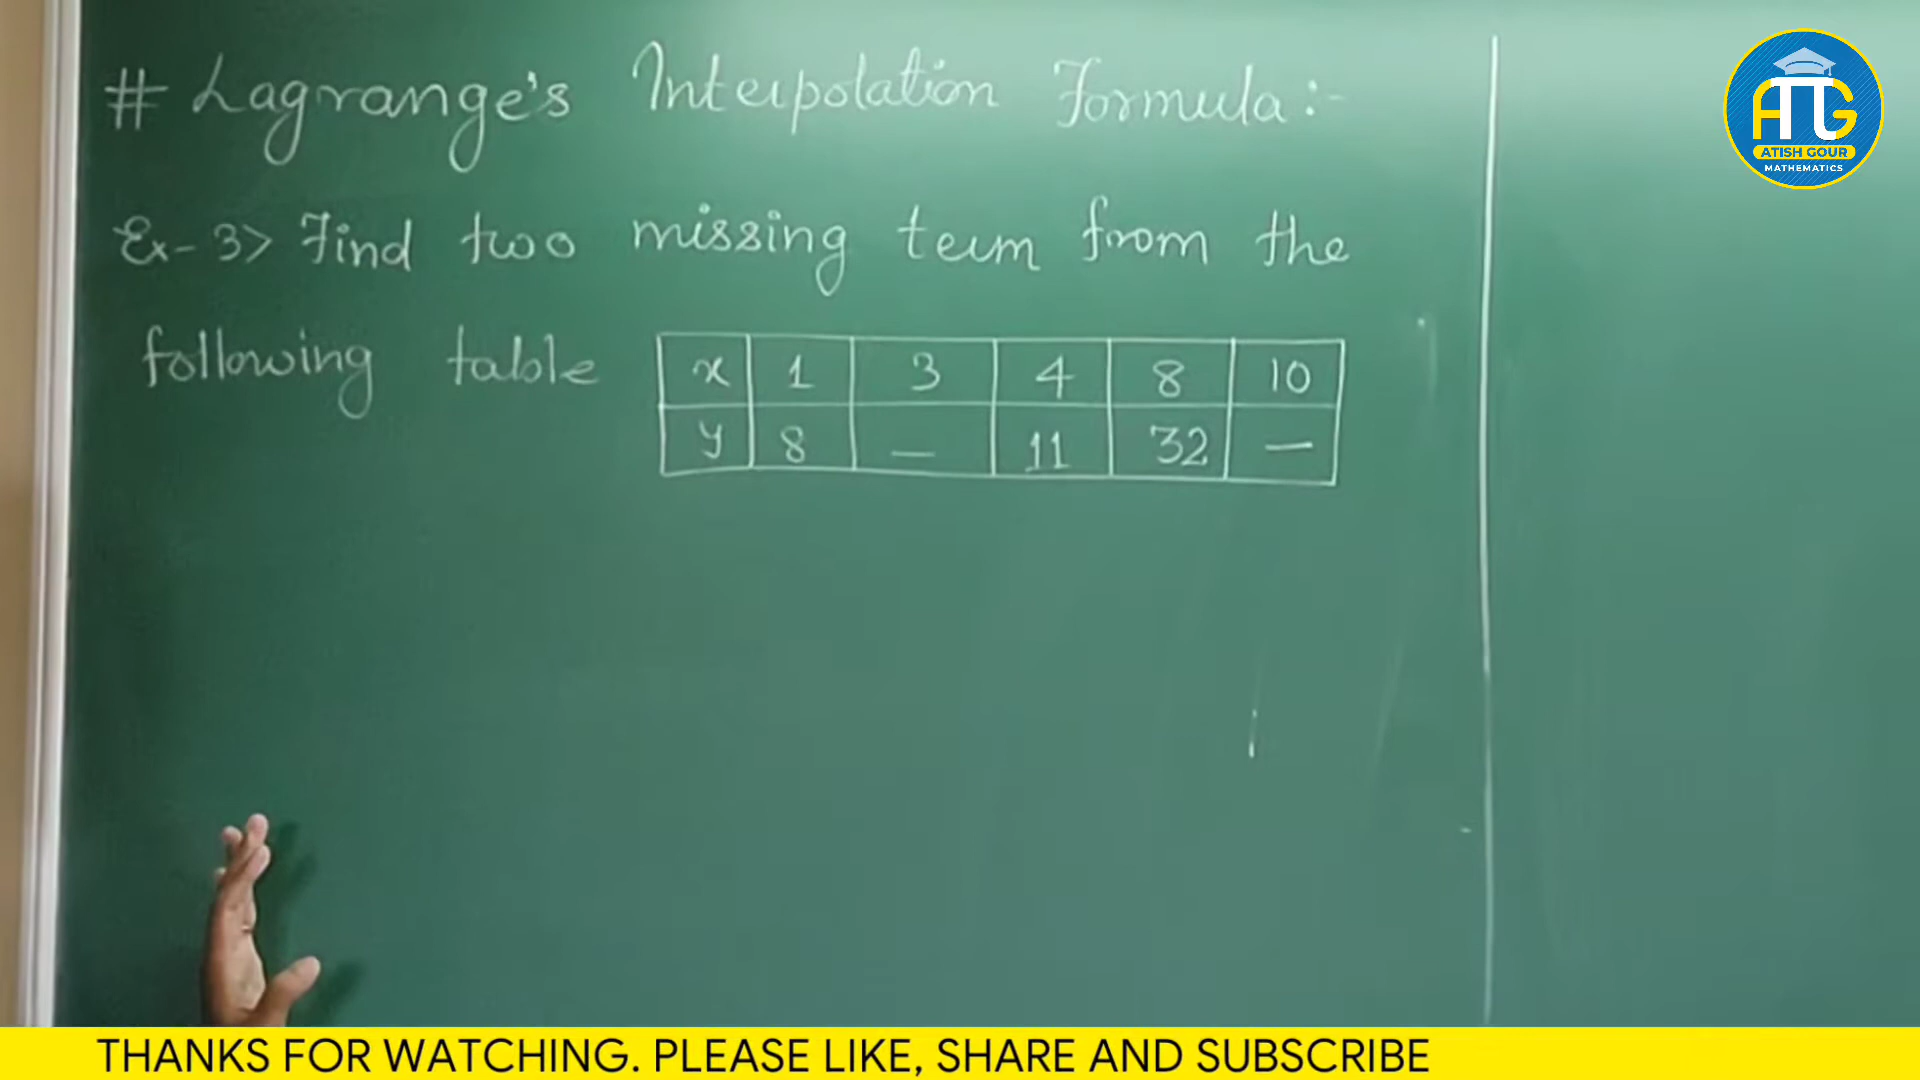 # Lagrange's Interpolation Formula:-
Ex-3> Find two missing term from the
following table
x 1 3 4 8 10
y 8 — 11 32 —
ATG
ATISH GOUR
MATHEMATICS
THANKS FOR WATCHING. PLEASE LIKE, SHARE AND SUBSCRIBE